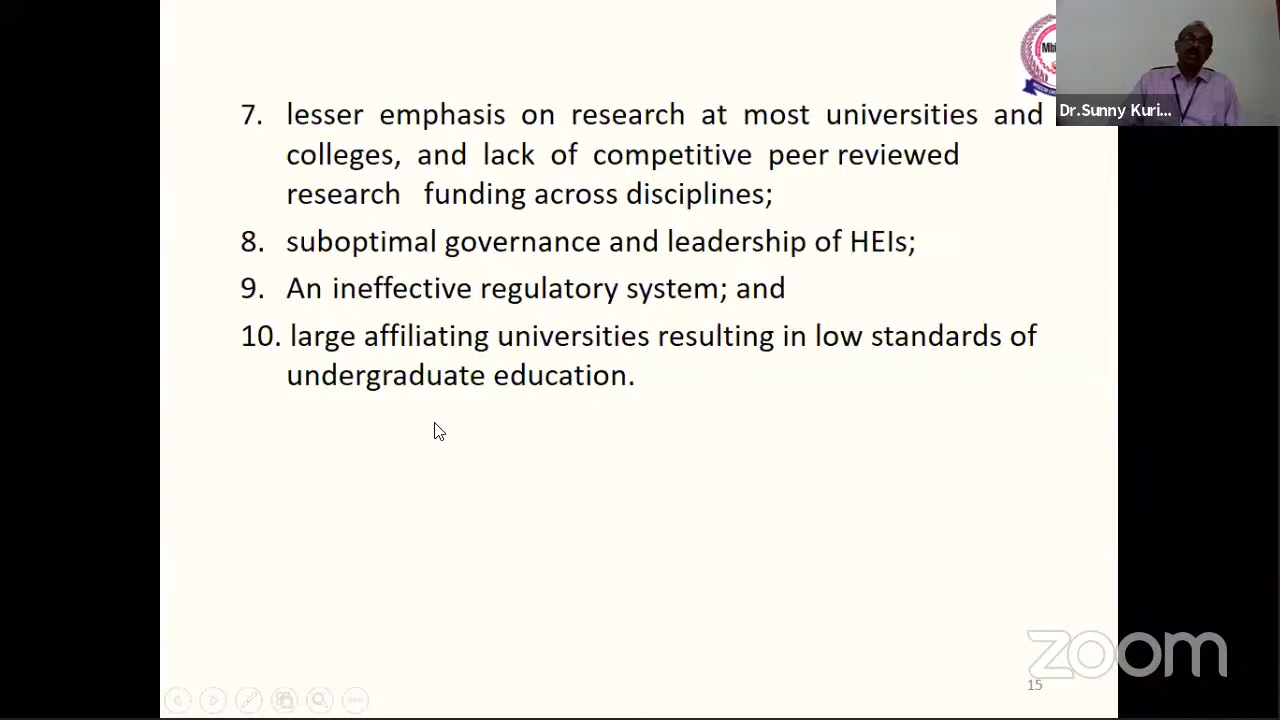 7. lesser emphasis on research at most universities and
colleges, and lack of competitive peer reviewed
research funding across disciplines;
8. suboptimal governance and leadership of HEIs;
9. An ineffective regulatory system; and
10. large affiliating universities resulting in low standards of
undergraduate education.
Dr.Sunny Kuri...
zoom
15